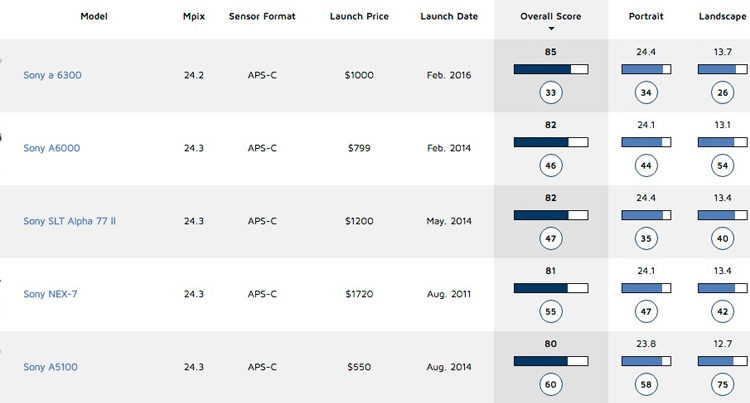 Model Mpix Sensor Format Launch Price Launch Date Overall Score Portrait Landscape
85 24.4 13.7
Sony a 6300 24.2 APS-C $1000 Feb. 2016
33 34 26
82 24.1 13.1
Sony A6000 24.3 APS-C $799 Feb. 2014
46 44 54
82 24.4 13.4
Sony SLT Alpha 77 II 24.3 APS-C $1200 May. 2014
47 35 40
81 24.1 13.4
Sony NEX-7 24.3 APS-C $1720 Aug. 2011
55 47 42
80 23.8 12.7
Sony A5100 24.3 APS-C $550 Aug. 2014
60 58 75